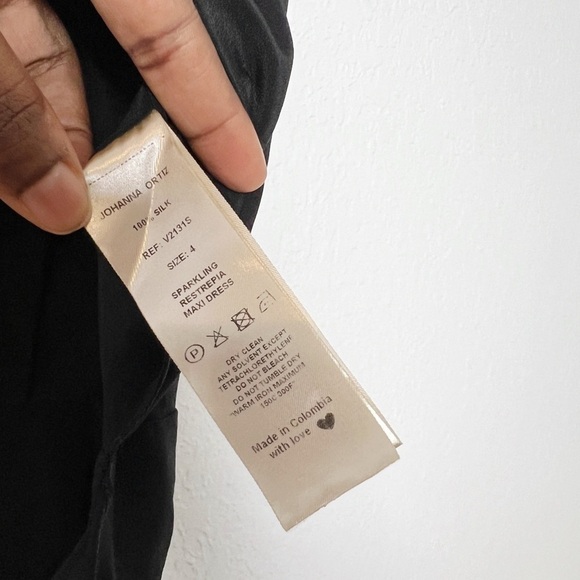 JOHANNA ORTIZ
100% SILK
REF: V2131S
SIZE: 4
SPARKLING
RESTREPIA
MAXI DRESS
P
DRY CLEAN
ANY SOLVENT EXCEPT
TETRACHLORETHYLENE
DO NOT BLEACH
DO NOT TUMBLE DRY
WARM IRON MAXIMUM
150C 300F
Made in Colombia
with love